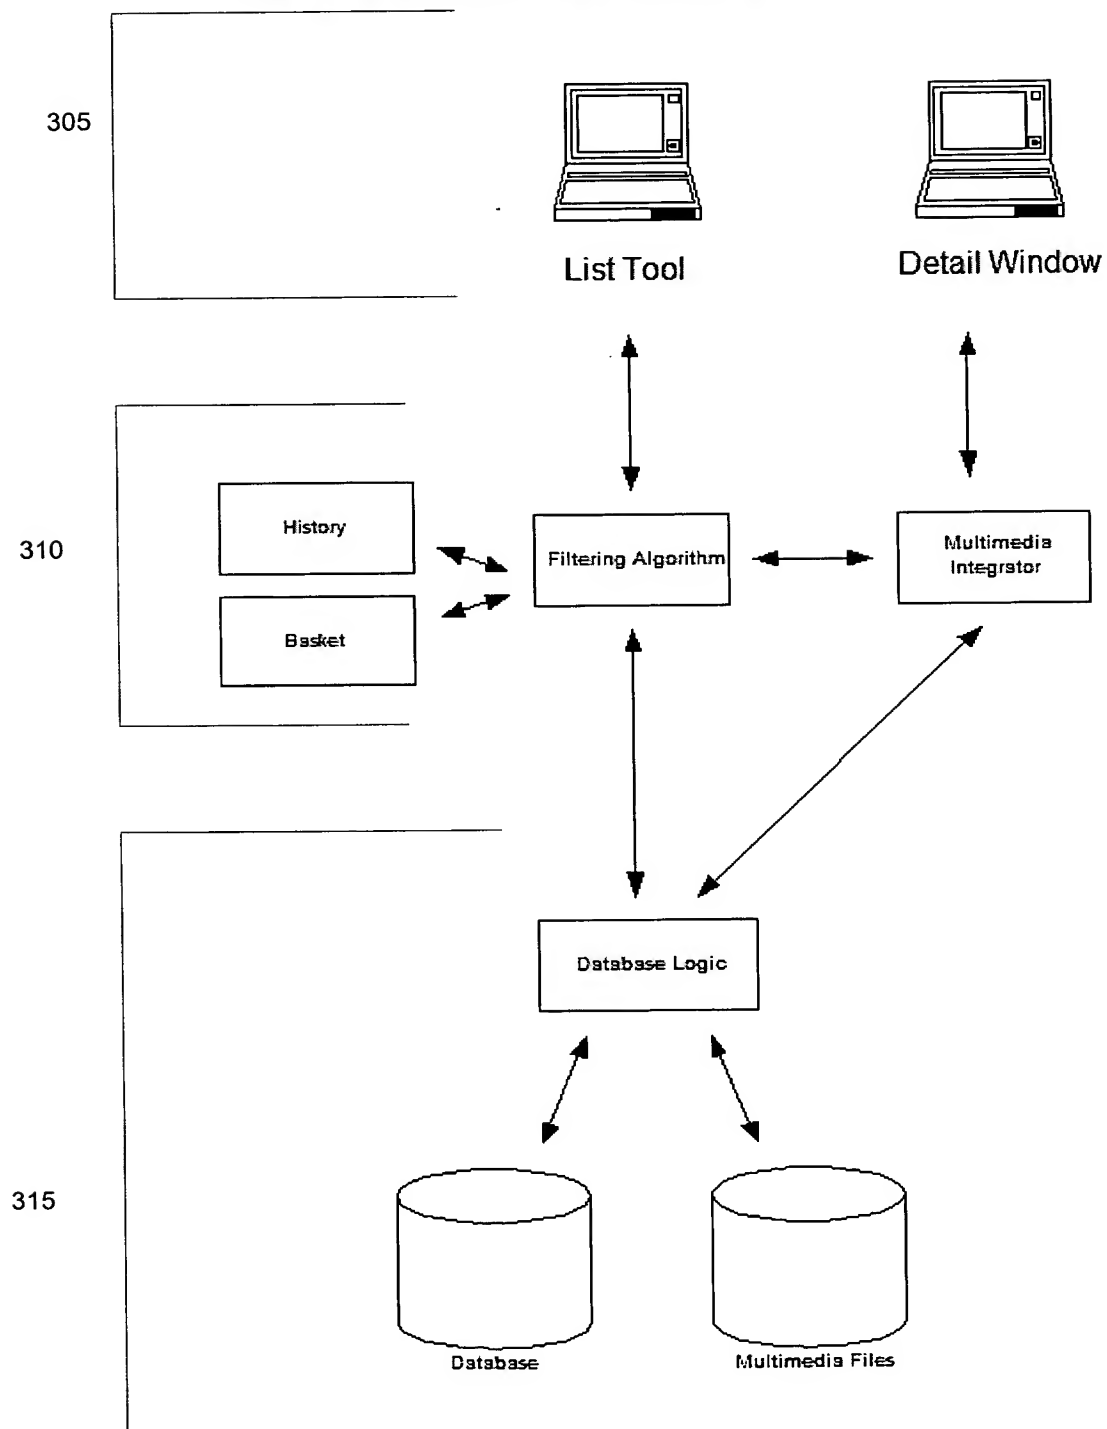 305
List Tool
Detail Window
310
History
Basket
Filtering Algorithm
Multimedia
Integrator
Database Logic
315
Database
Multimedia Files